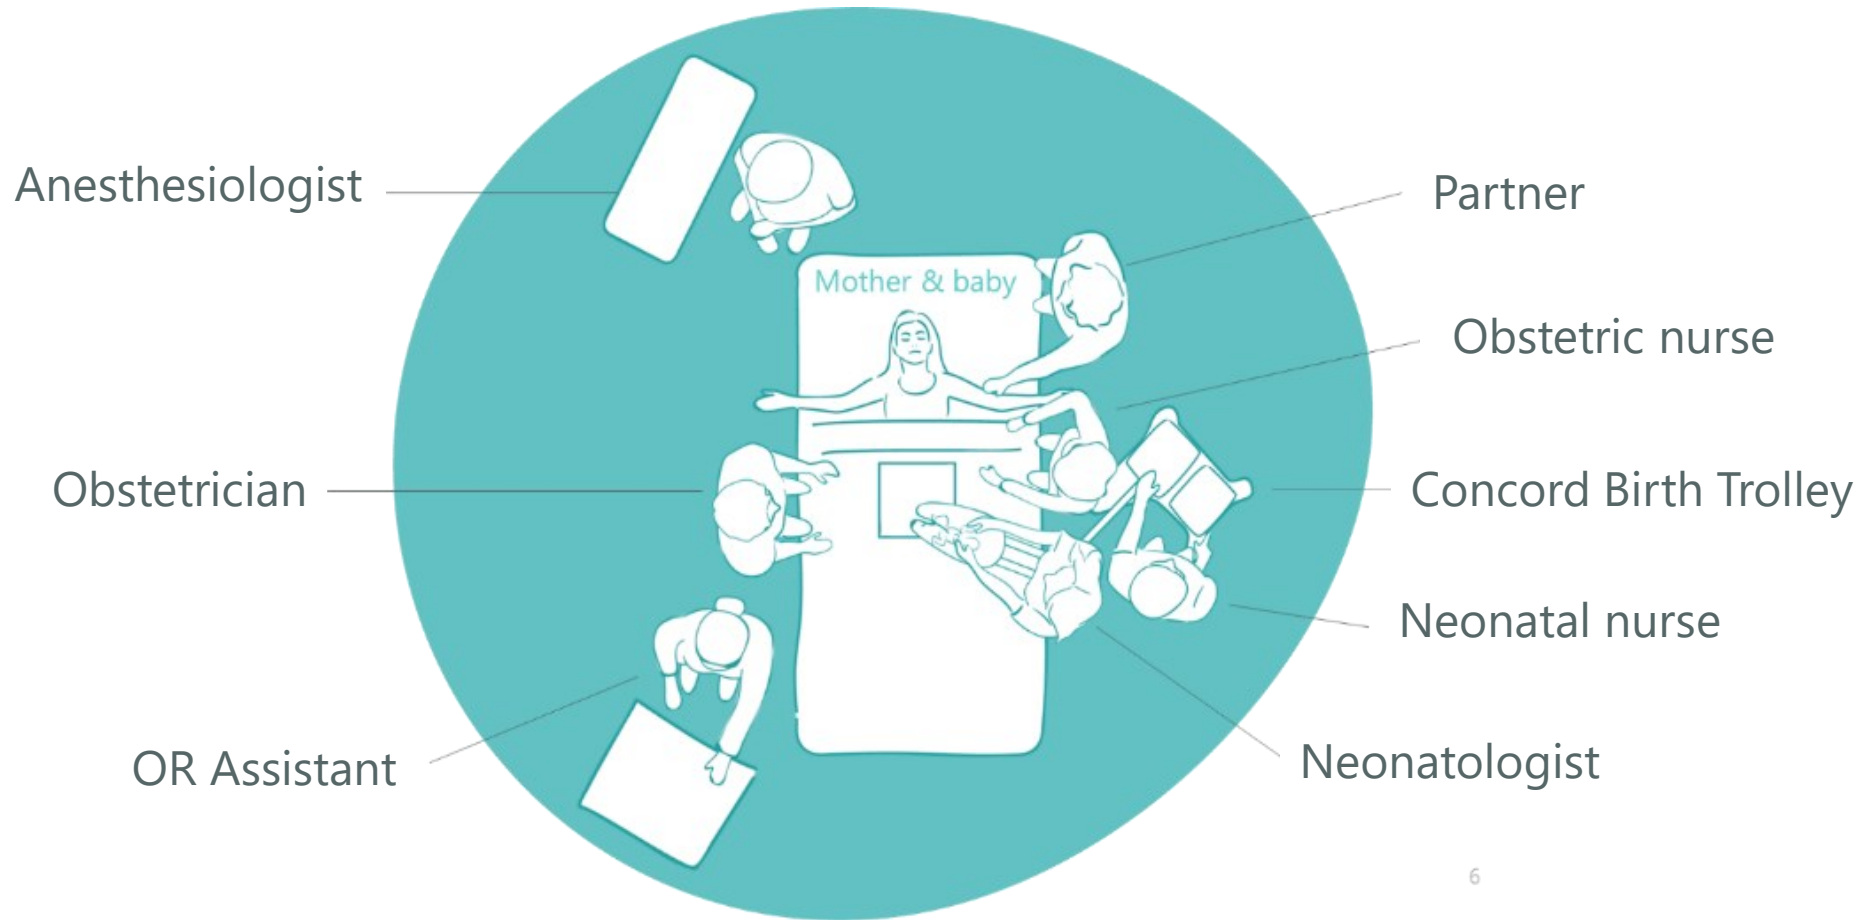 Anesthesiologist
Partner
Mother & baby
Obstetric nurse
Obstetrician
Concord Birth Trolley
Neonatal nurse
OR Assistant
Neonatologist
6